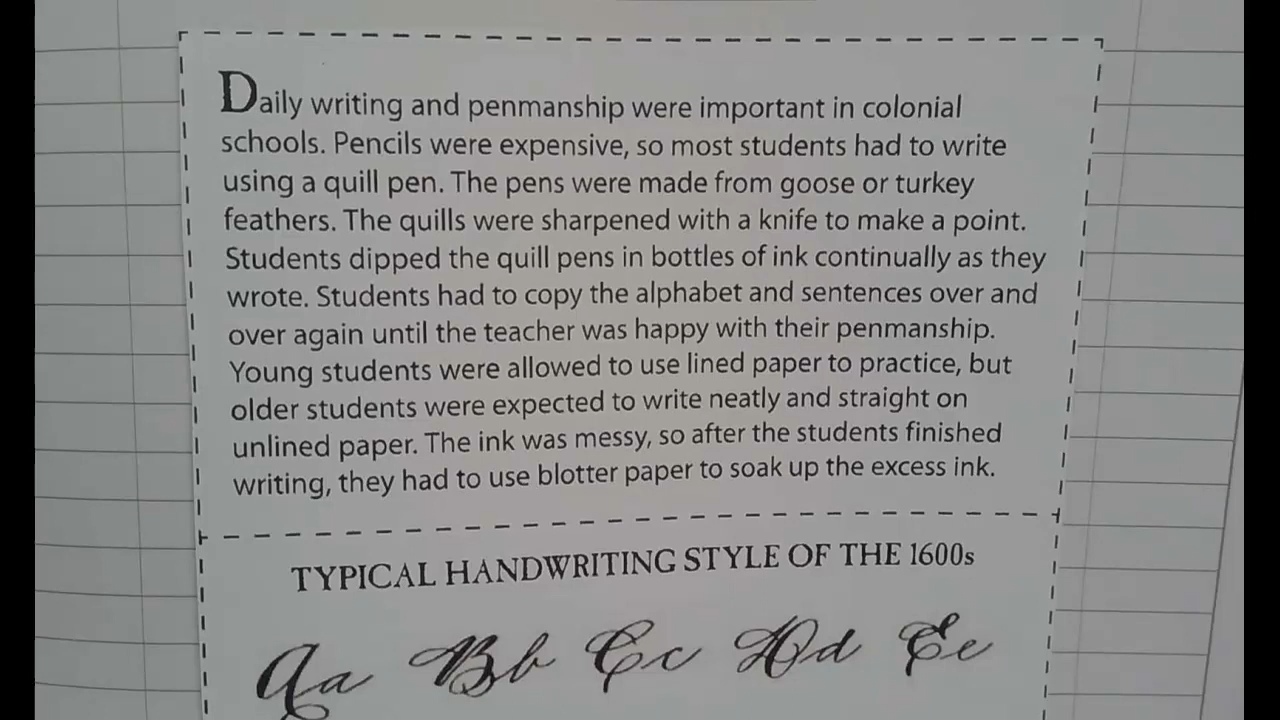 Daily writing and penmanship were important in colonial
schools. Pencils were expensive, so most students had to write
using a quill pen. The pens were made from goose or turkey
feathers. The quills were sharpened with a knife to make a point.
Students dipped the quill pens in bottles of ink continually as they
wrote. Students had to copy the alphabet and sentences over and
over again until the teacher was happy with their penmanship.
Young students were allowed to use lined paper to practice, but
older students were expected to write neatly and straight on
unlined paper. The ink was messy, so after the students finished
writing, they had to use blotter paper to soak up the excess ink.
TYPICAL HANDWRITING STYLE OF THE 1600s
Aa Bb Cc Dd Ee